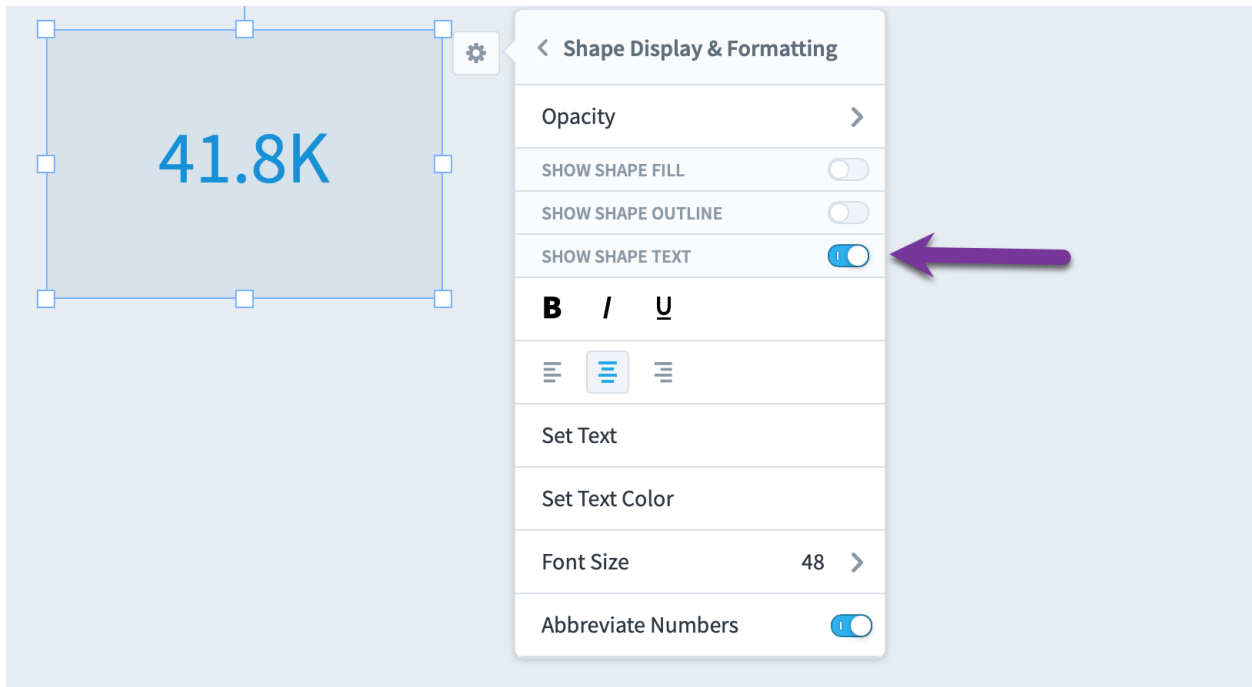 41.8K
Shape Display & Formatting
Opacity
SHOW SHAPE FILL
SHOW SHAPE OUTLINE
SHOW SHAPE TEXT
B I U
Set Text
Set Text Color
Font Size 48
Abbreviate Numbers